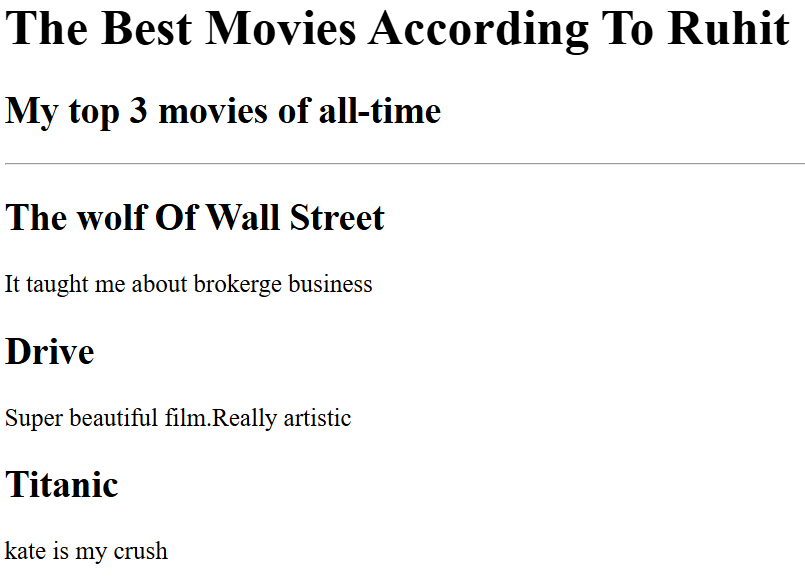 The Best Movies According To Ruhit
My top 3 movies of all-time
The wolf Of Wall Street
It taught me about brokerge business
Drive
Super beautiful film.Really artistic
Titanic
kate is my crush